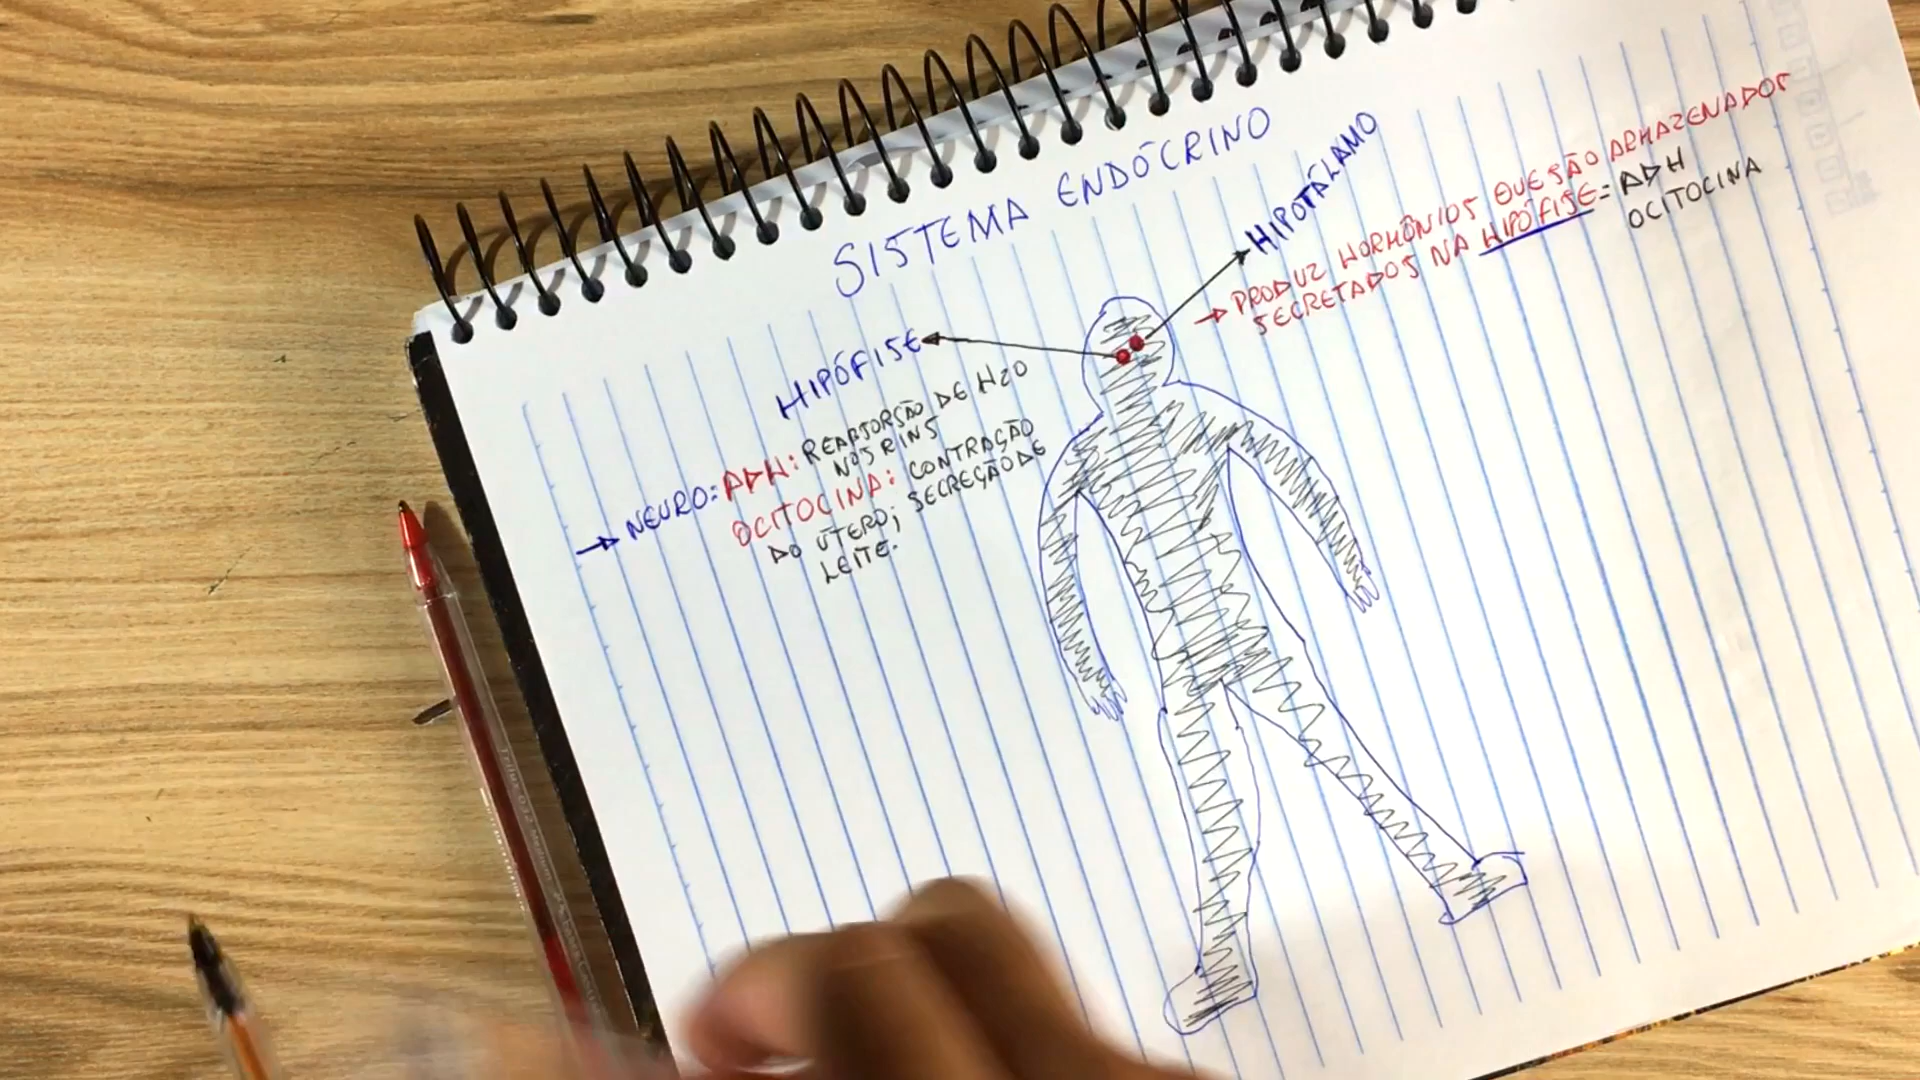 SISTEMA ENDÓCRINO
HIPOTÁLAMO
→ PRODUZ HORMÔNIOS QUE SÃO ARMAZENADOS
SECRETADOS NA HIPÓFISE = ADH
OCITOCINA
HIPÓFISE
→ NEURO: ADH: REABSORSÃO DE H2O
NOS RINS
OCITOCINA: CONTRAÇÃO
DO ÚTERO; SECREÇÃO DE
LEITE.